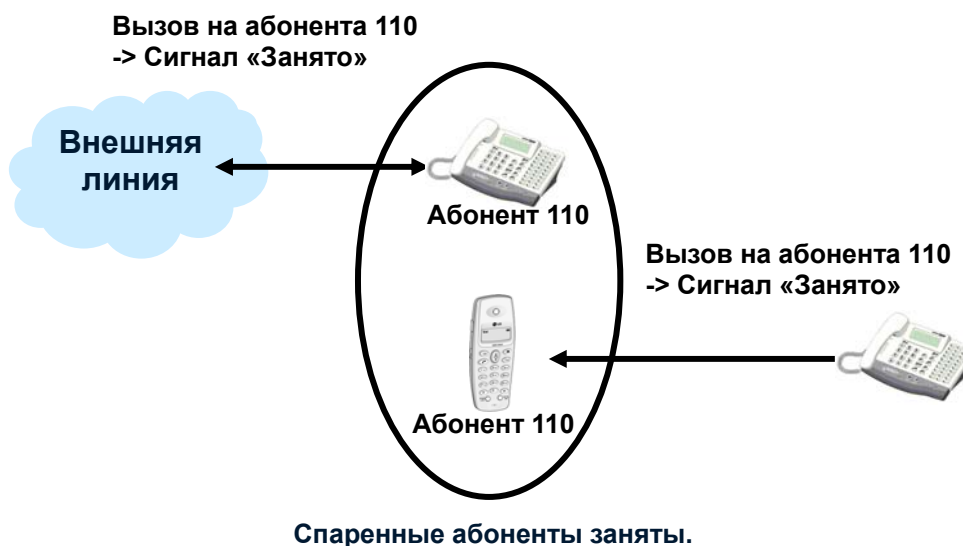 Вызов на абонента 110
-> Сигнал «Занято»
Внешняя
линия
Абонент 110
Вызов на абонента 110
-> Сигнал «Занято»
Абонент 110
Спаренные абоненты заняты.